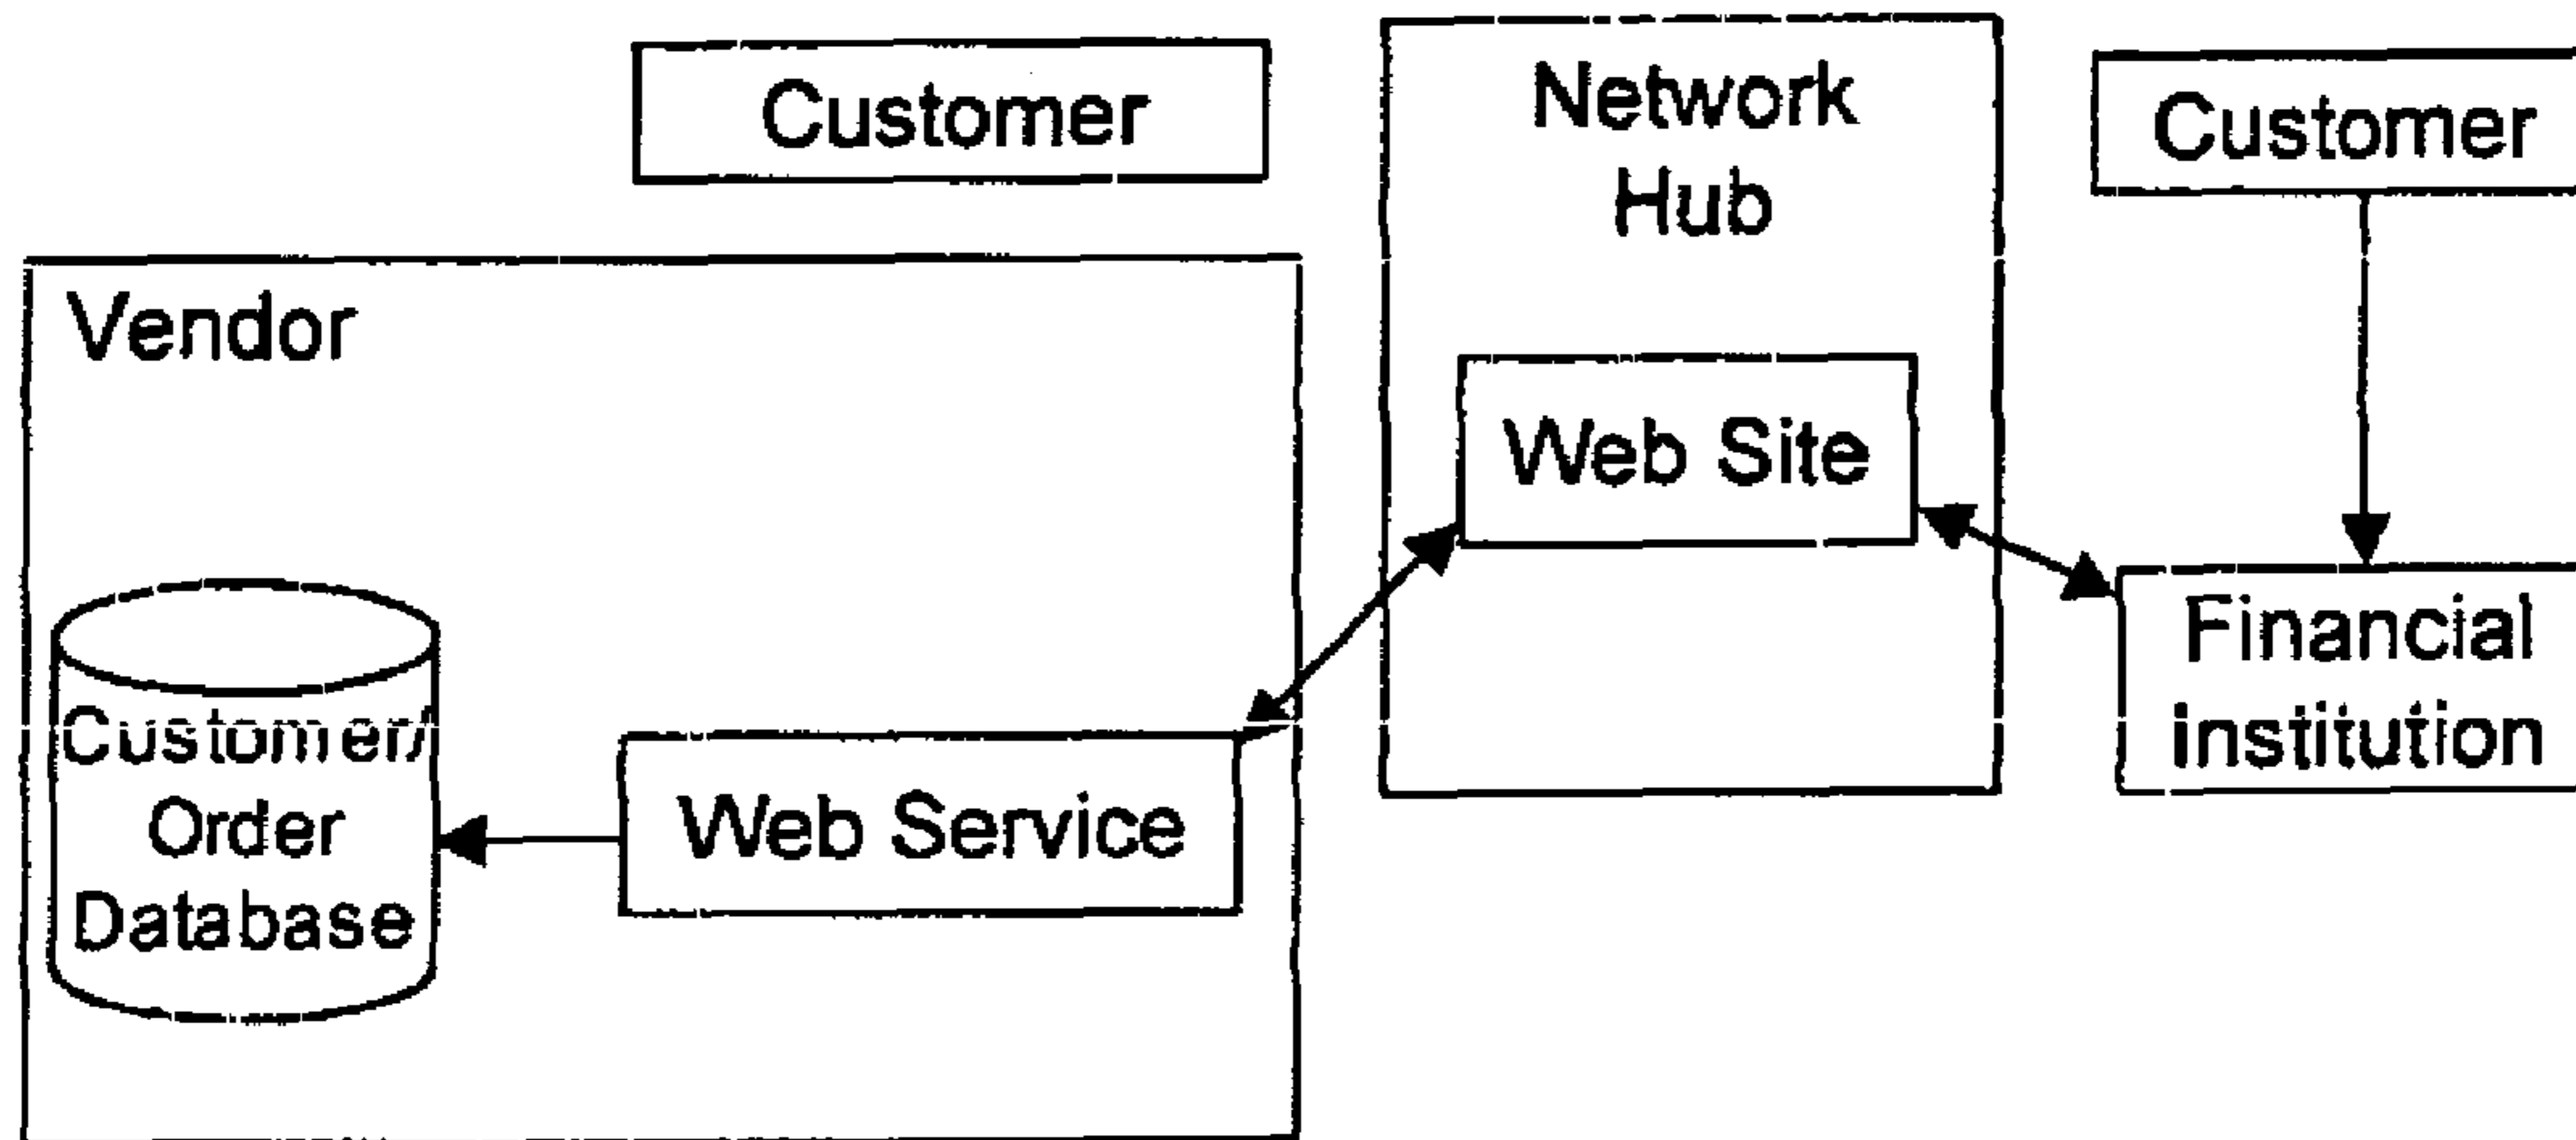 Customer
Network
Hub
Customer
Vendor
Web Site
Financial
institution
Customer/
Order
Database
Web Service